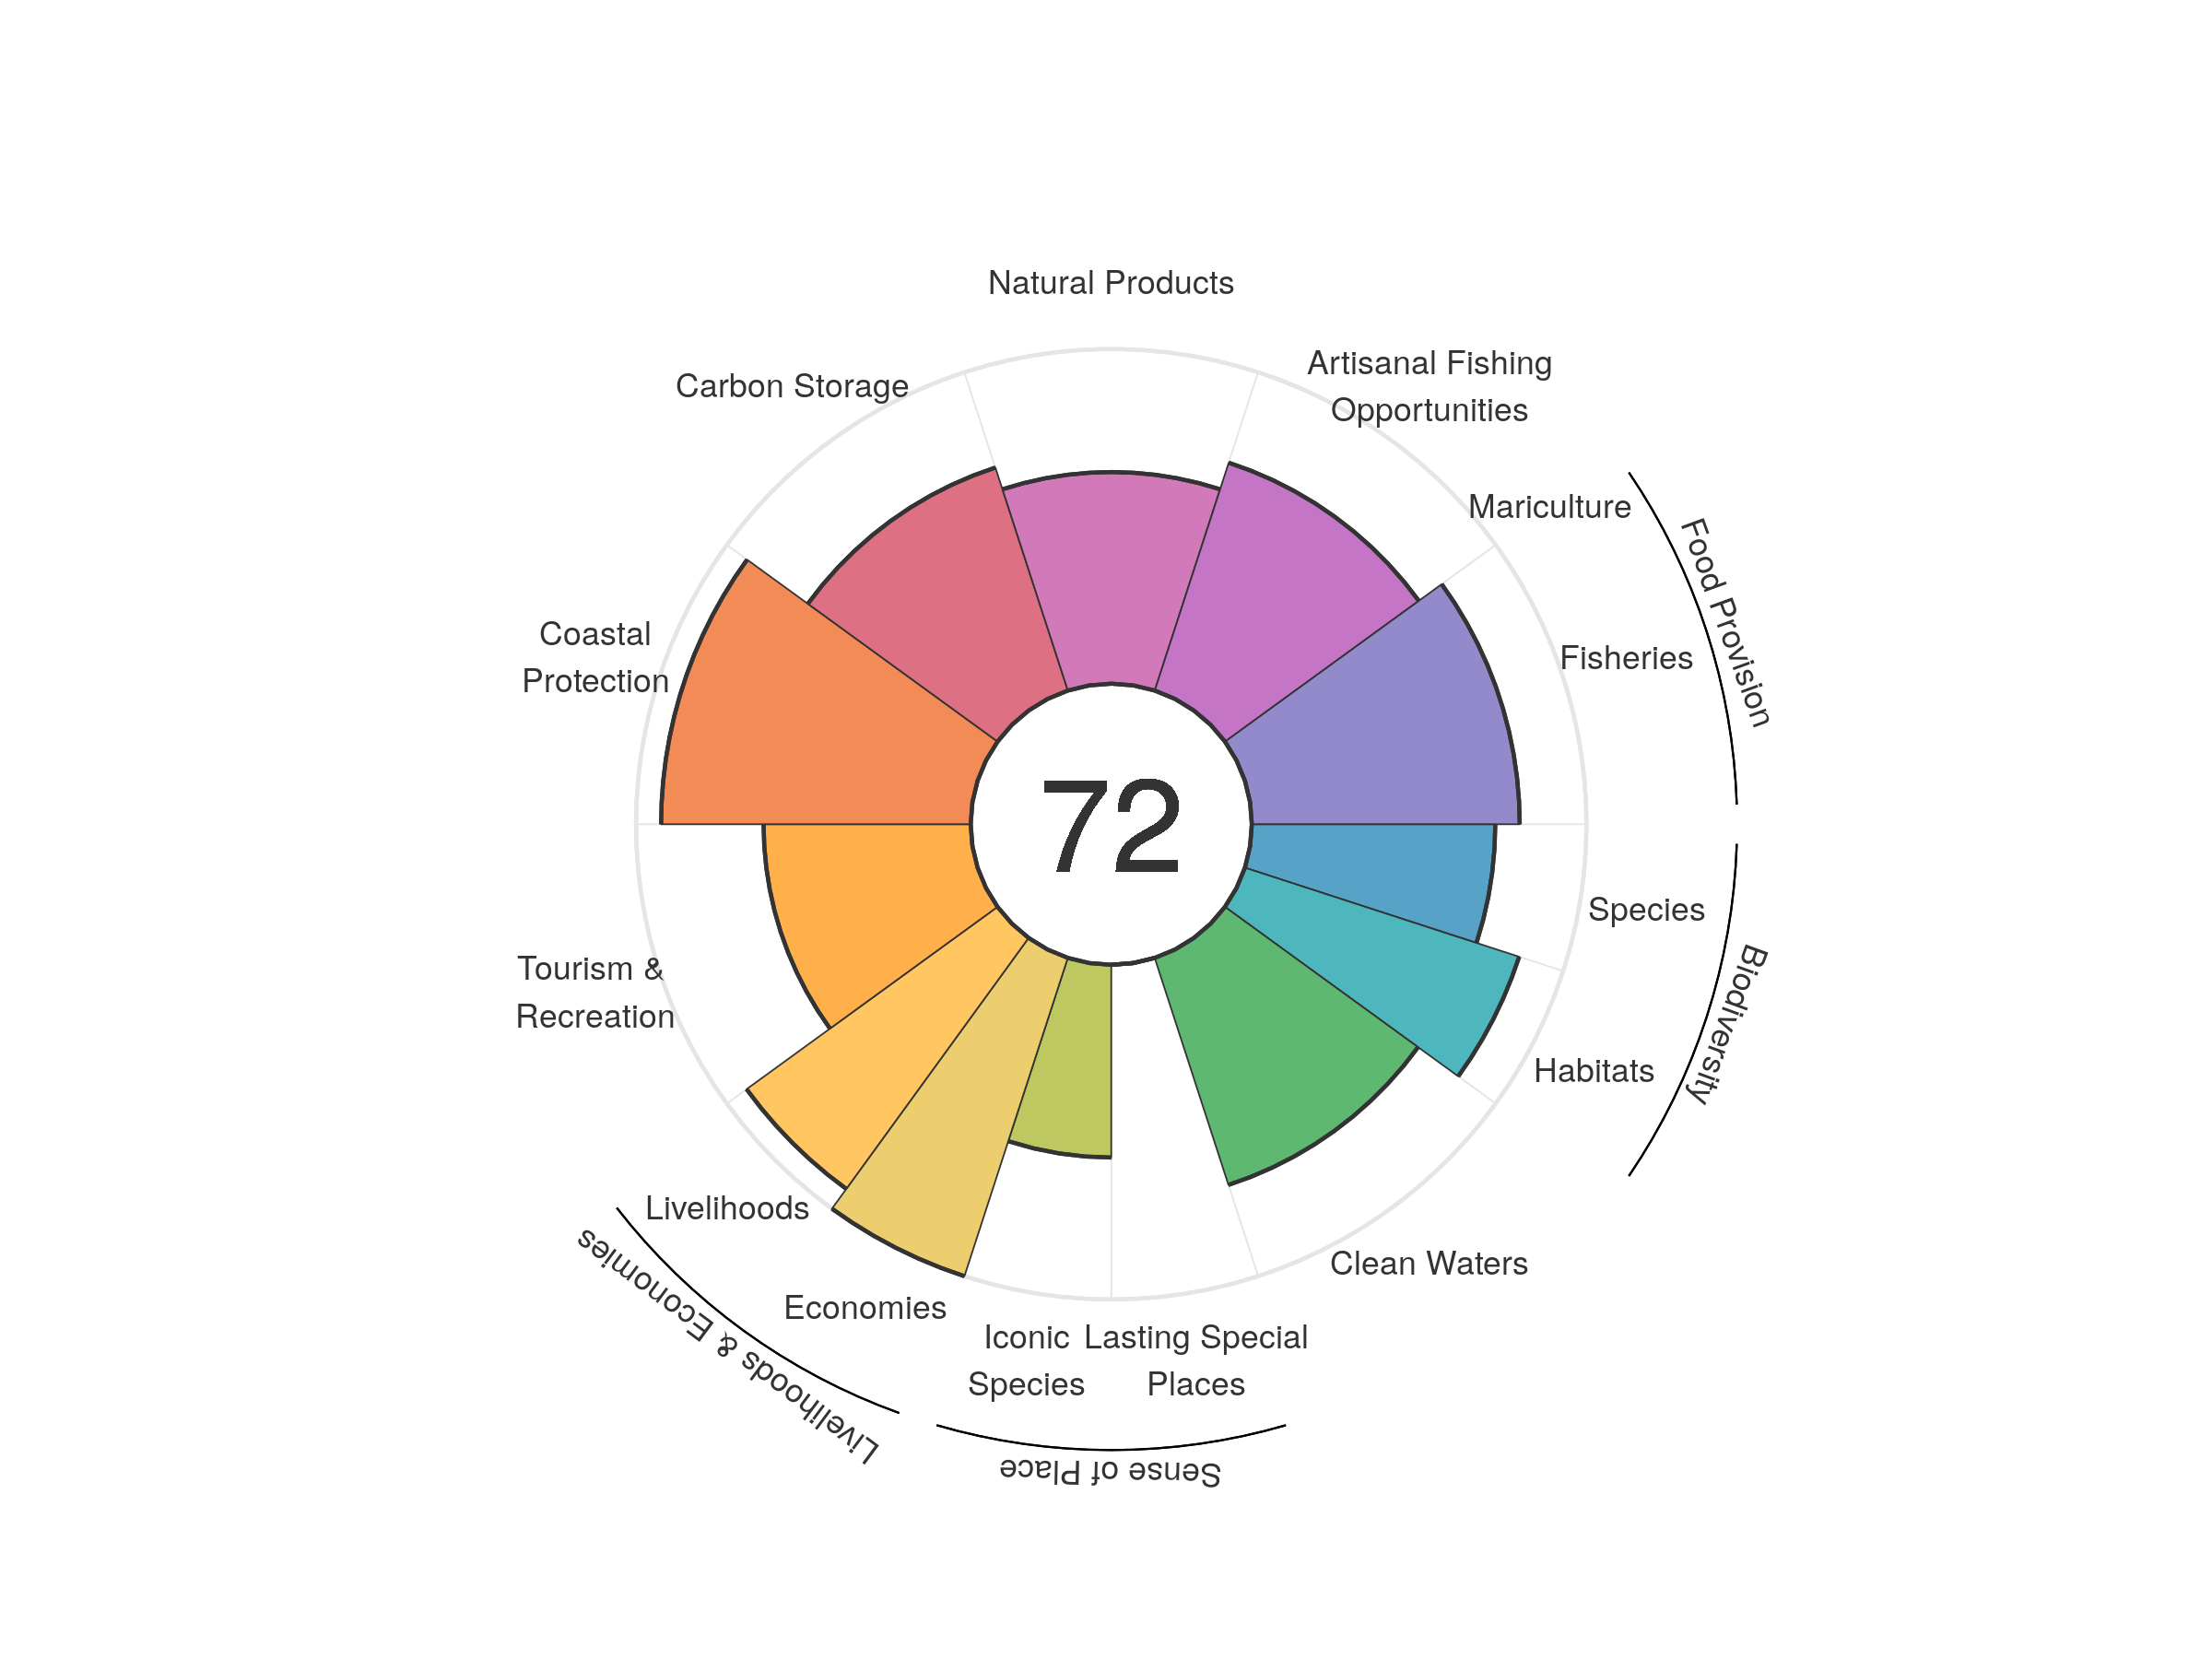 Natural Products
Artisanal Fishing
Opportunities
Carbon Storage
Mariculture
Food Provision
Fisheries
Coastal
Protection
72
Species
Biodiversity
Tourism &
Recreation
Habitats
Livelihoods
Livelihoods & Economies
Clean Waters
Economies
Iconic
Species
Lasting Special
Places
Sense of Place